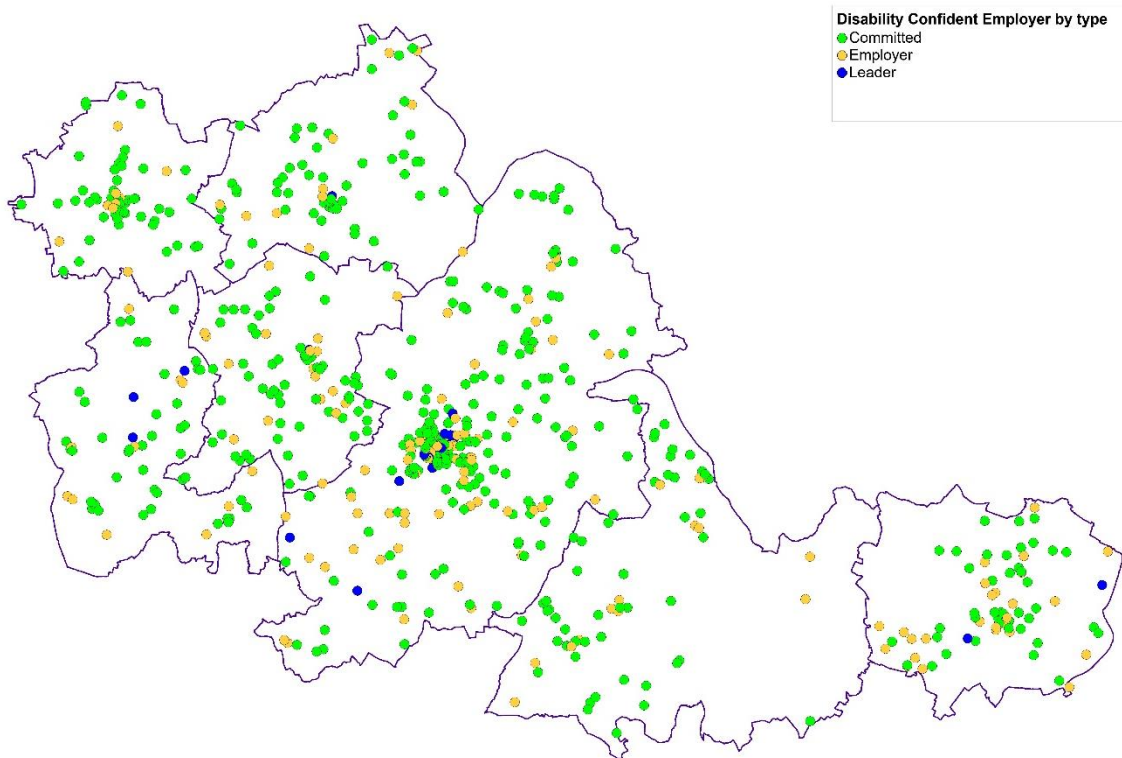 Disability Confident Employer by type
Committed
Employer
Leader